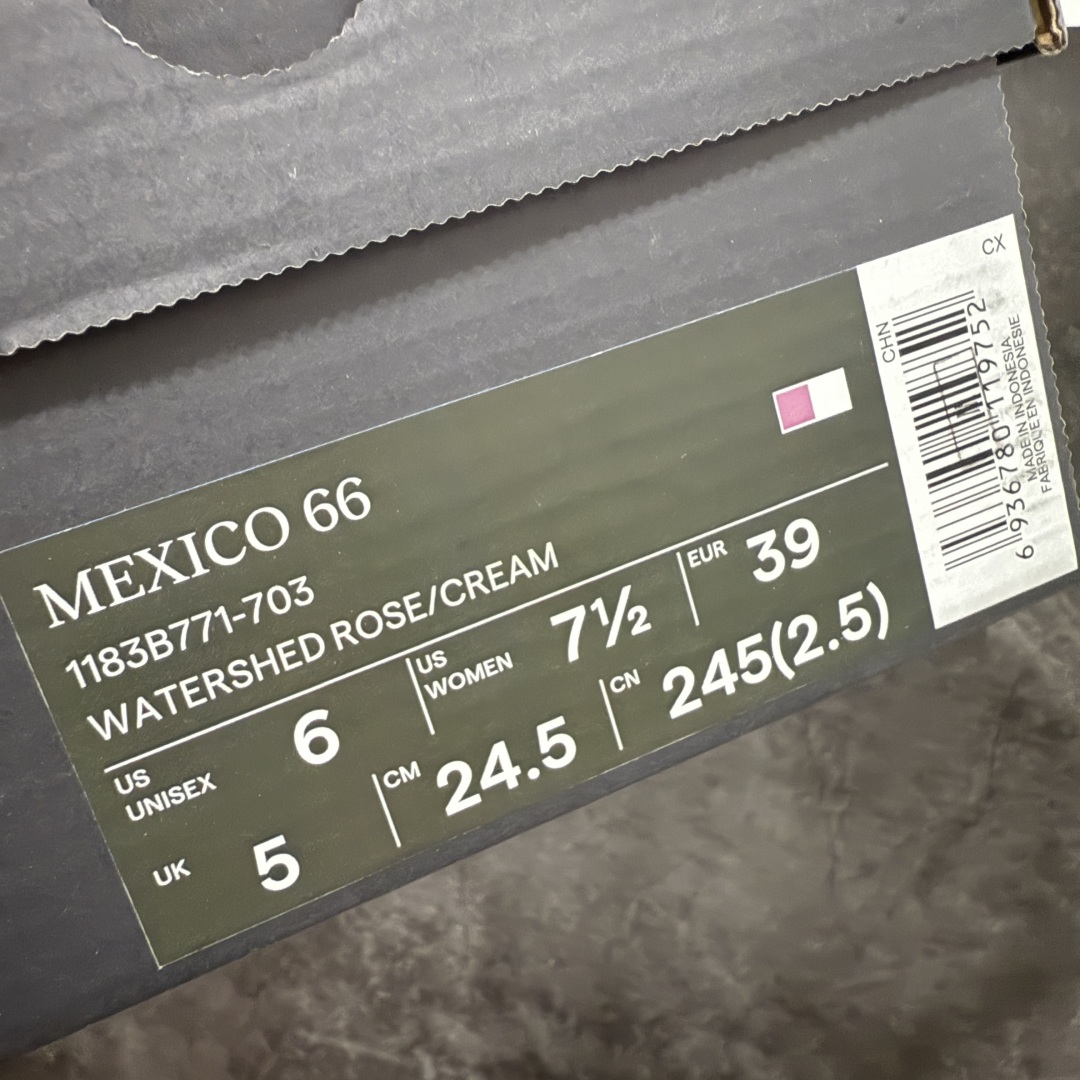 MEXICO 66
1183B771-703
WATERSHED ROSE/CREAM
US UNISEX 6
US WOMEN 7½
EUR 39
UK 5
CM 24.5
CN 245(2.5)
CX
CHN
6 936780 119752
MADE IN INDONESIA
FABRIQUE EN INDONESIE